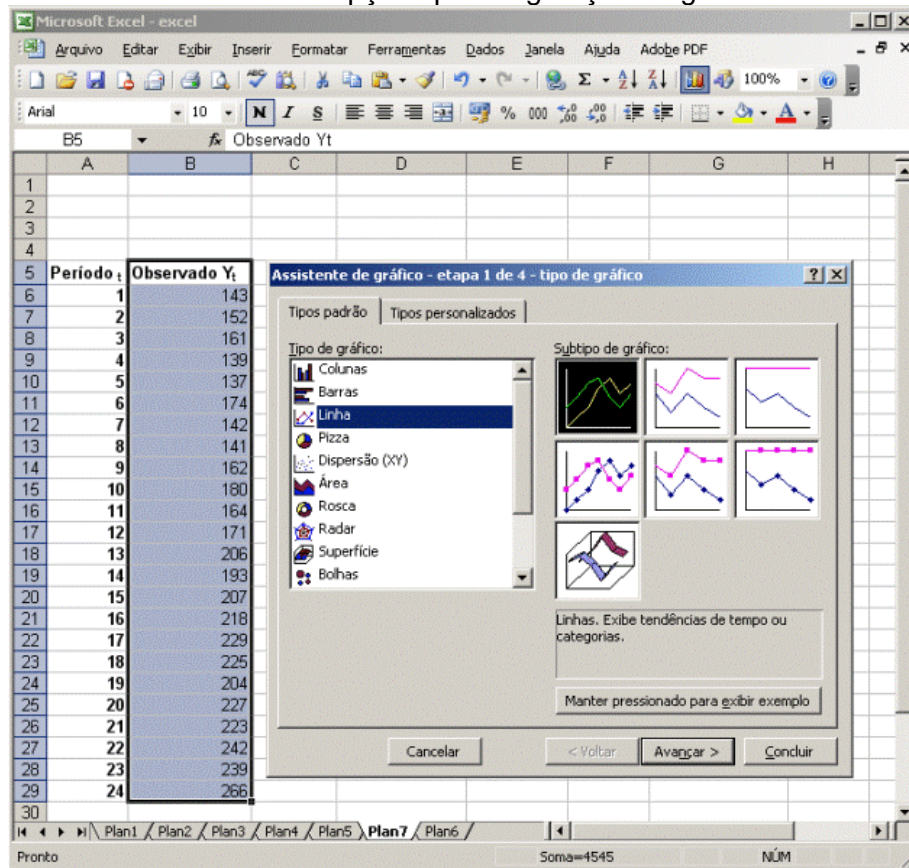 Microsoft Excel - excel
Arquivo Editar Exibir Inserir Formatar Ferramentas Dados Janela Ajuda Adobe PDF
100%
Arial 10 N I S % 000
B5 fx Observado Yt
A B C D E F G H
1
2
3
4
5 Período t Observado Yt
6 1 143
7 2 152
8 3 161
9 4 139
10 5 137
11 6 174
12 7 142
13 8 141
14 9 162
15 10 180
16 11 164
17 12 171
18 13 206
19 14 193
20 15 207
21 16 218
22 17 229
23 18 225
24 19 204
25 20 227
26 21 223
27 22 242
28 23 239
29 24 266
30
Assistente de gráfico - etapa 1 de 4 - tipo de gráfico
Tipos padrão Tipos personalizados
Tipo de gráfico:
Colunas
Barras
Linha
Pizza
Dispersão (XY)
Área
Rosca
Radar
Superfície
Bolhas
Subtipo de gráfico:
Linhas. Exibe tendências de tempo ou
categorias.
Manter pressionado para exibir exemplo
Cancelar < Voltar Avançar > Concluir
Plan1 Plan2 Plan3 Plan4 Plan5 Plan7 Plan6
Pronto Soma=4545 NÚM